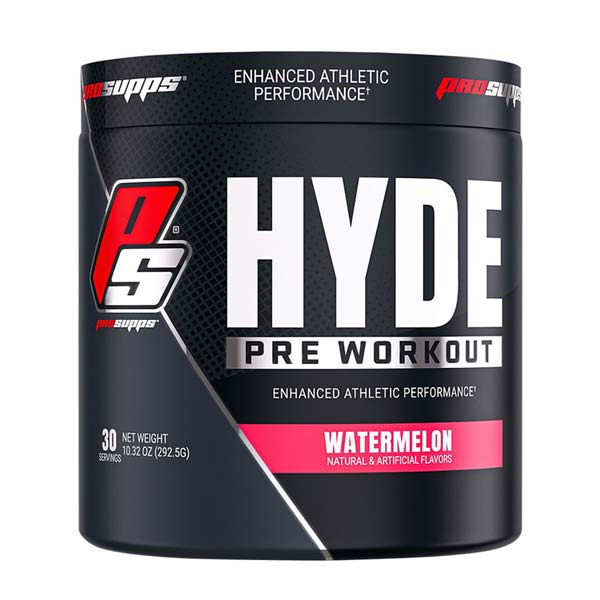 PROSUPPS®
ENHANCED ATHLETIC
PERFORMANCE†
PROSUPPS
PS®
PROSUPPS®
HYDE
PRE WORKOUT
ENHANCED ATHLETIC PERFORMANCE†
30
SERVINGS
NET WEIGHT
10.32 OZ (292.5G)
WATERMELON
NATURAL & ARTIFICIAL FLAVORS